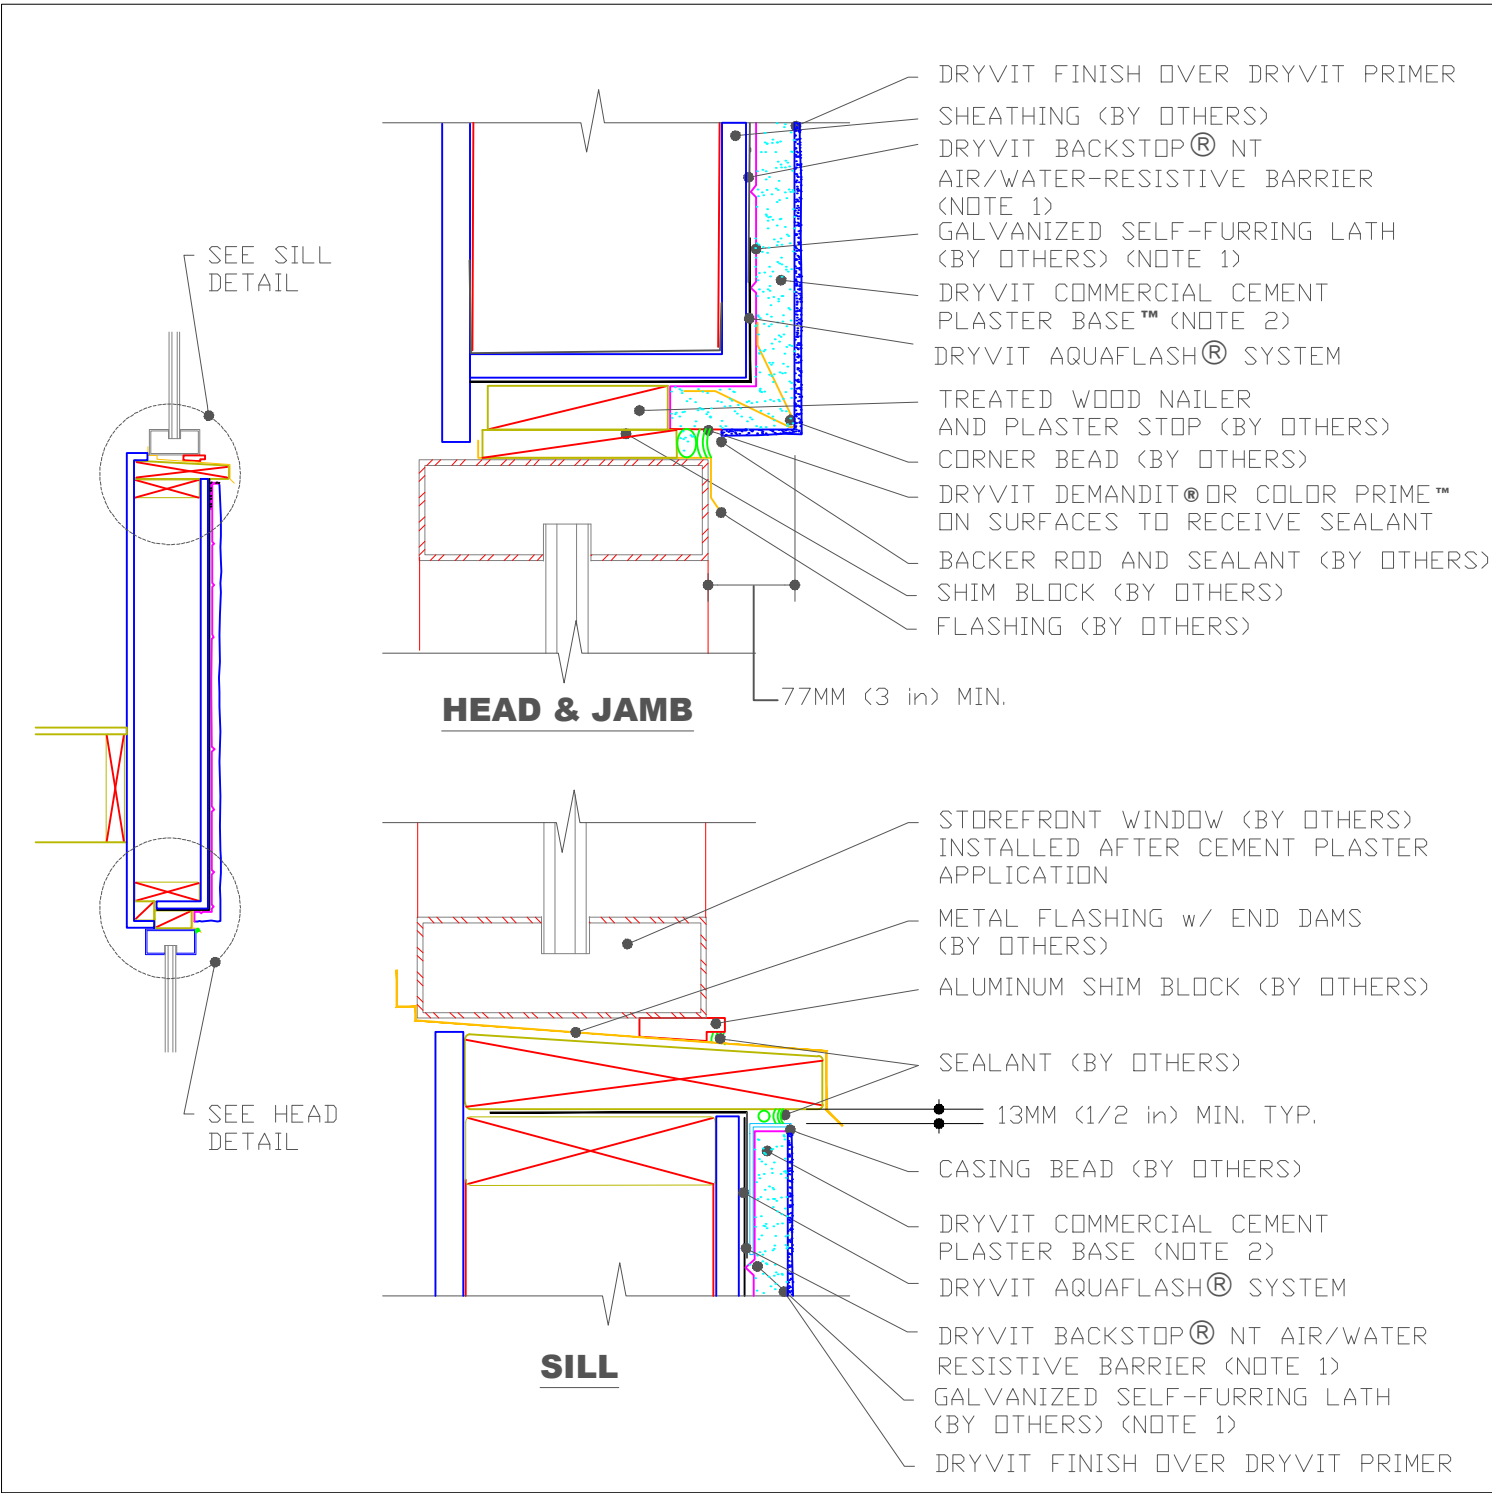 SEE SILL
DETAIL
SEE HEAD
DETAIL
DRYVIT FINISH OVER DRYVIT PRIMER
SHEATHING (BY OTHERS)
DRYVIT BACKSTOP® NT
AIR/WATER-RESISTIVE BARRIER
(NOTE 1)
GALVANIZED SELF-FURRING LATH
(BY OTHERS) (NOTE 1)
DRYVIT COMMERCIAL CEMENT
PLASTER BASE™ (NOTE 2)
DRYVIT AQUAFLASH® SYSTEM
TREATED WOOD NAILER
AND PLASTER STOP (BY OTHERS)
CORNER BEAD (BY OTHERS)
DRYVIT DEMANDIT® OR COLOR PRIME™
ON SURFACES TO RECEIVE SEALANT
BACKER ROD AND SEALANT (BY OTHERS)
SHIM BLOCK (BY OTHERS)
FLASHING (BY OTHERS)
77MM (3 in) MIN.
HEAD & JAMB
STOREFRONT WINDOW (BY OTHERS)
INSTALLED AFTER CEMENT PLASTER
APPLICATION
METAL FLASHING w/ END DAMS
(BY OTHERS)
ALUMINUM SHIM BLOCK (BY OTHERS)
SEALANT (BY OTHERS)
13MM (1/2 in) MIN. TYP.
CASING BEAD (BY OTHERS)
DRYVIT COMMERCIAL CEMENT
PLASTER BASE (NOTE 2)
DRYVIT AQUAFLASH® SYSTEM
DRYVIT BACKSTOP® NT AIR/WATER
RESISTIVE BARRIER (NOTE 1)
GALVANIZED SELF-FURRING LATH
(BY OTHERS) (NOTE 1)
DRYVIT FINISH OVER DRYVIT PRIMER
SILL